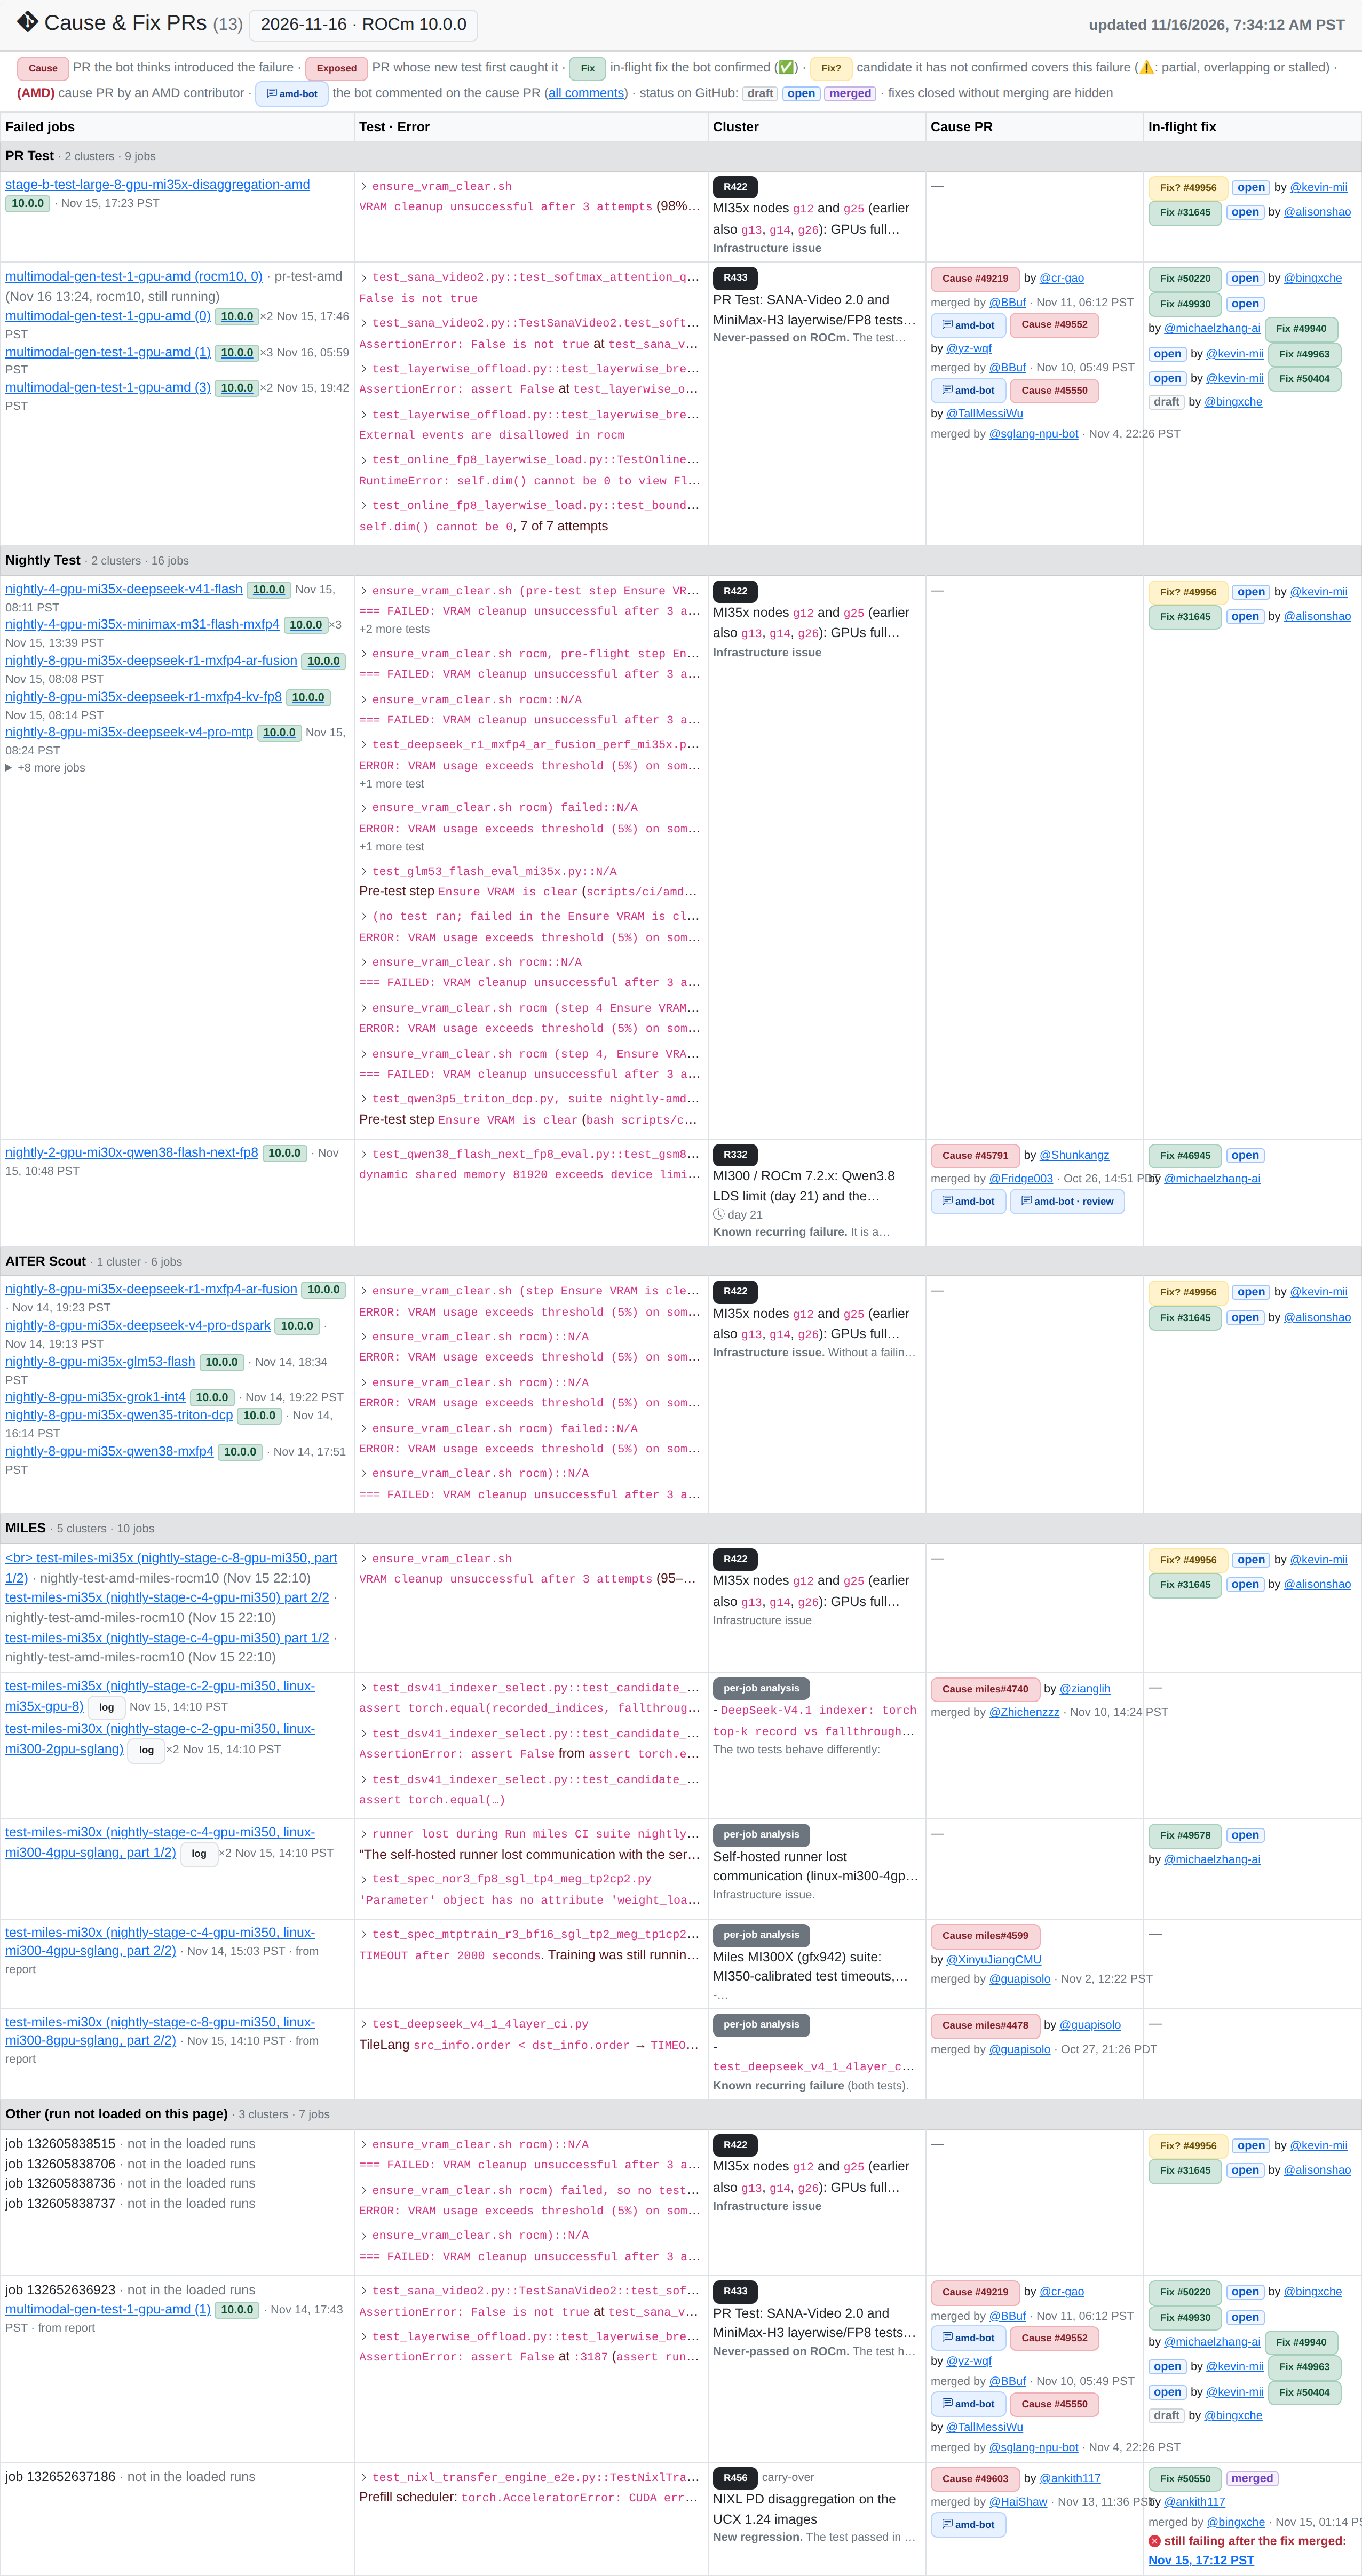 Cause & Fix PRs (13) 2026-11-16 · ROCm 10.0.0
updated 11/16/2026, 7:34:12 AM PST
Cause PR the bot thinks introduced the failure · Exposed PR whose new test first caught it · Fix in-flight fix the bot confirmed (✅) · Fix? candidate it has not confirmed covers this failure (⚠️: partial, overlapping or stalled) ·
(AMD) cause PR by an AMD contributor · amd-bot the bot commented on the cause PR (all comments) · status on GitHub: draft open merged · fixes closed without merging are hidden
Failed jobs Test · Error Cluster Cause PR In-flight fix
PR Test · 2 clusters · 9 jobs
stage-b-test-large-8-gpu-mi35x-disaggregation-amd
10.0.0 · Nov 15, 17:23 PST
ensure_vram_clear.sh
VRAM cleanup unsuccessful after 3 attempts (98%...
R422
MI35x nodes g12 and g25 (earlier
also g13, g14, g26): GPUs full…
Infrastructure issue
—
Fix? #49956 open by @kevin-mii
Fix #31645 open by @alisonshao
multimodal-gen-test-1-gpu-amd (rocm10, 0) · pr-test-amd
(Nov 16 13:24, rocm10, still running)
multimodal-gen-test-1-gpu-amd (0) 10.0.0 ×2 Nov 15, 17:46
PST
multimodal-gen-test-1-gpu-amd (1) 10.0.0 ×3 Nov 16, 05:59
PST
multimodal-gen-test-1-gpu-amd (3) 10.0.0 ×2 Nov 15, 19:42
PST
test_sana_video2.py::test_softmax_attention_q...
False is not true
test_sana_video2.py::TestSanaVideo2.test_soft...
AssertionError: False is not true at test_sana_v...
test_layerwise_offload.py::test_layerwise_bre...
AssertionError: assert False at test_layerwise_o...
test_layerwise_offload.py::test_layerwise_bre...
External events are disallowed in rocm
test_online_fp8_layerwise_load.py::TestOnline...
RuntimeError: self.dim() cannot be 0 to view Fl...
test_online_fp8_layerwise_load.py::test_bound...
self.dim() cannot be 0, 7 of 7 attempts
R433
PR Test: SANA-Video 2.0 and
MiniMax-H3 layerwise/FP8 tests…
Never-passed on ROCm. The test…
Cause #49219 by @cr-gao
merged by @BBuf · Nov 11, 06:12 PST
amd-bot Cause #49552
by @yz-wqf
merged by @BBuf · Nov 10, 05:49 PST
amd-bot Cause #45550
by @TallMessiWu
merged by @sglang-npu-bot · Nov 4, 22:26 PST
Fix #50220 open by @bingxche
Fix #49930 open
by @michaelzhang-ai Fix #49940
open by @kevin-mii Fix #49963
open by @kevin-mii Fix #50404
draft by @bingxche
Nightly Test · 2 clusters · 16 jobs
nightly-4-gpu-mi35x-deepseek-v41-flash 10.0.0 Nov 15,
08:11 PST
nightly-4-gpu-mi35x-minimax-m31-flash-mxfp4 10.0.0 ×3
Nov 15, 13:39 PST
nightly-8-gpu-mi35x-deepseek-r1-mxfp4-ar-fusion 10.0.0
Nov 15, 08:08 PST
nightly-8-gpu-mi35x-deepseek-r1-mxfp4-kv-fp8 10.0.0
Nov 15, 08:14 PST
nightly-8-gpu-mi35x-deepseek-v4-pro-mtp 10.0.0 Nov 15,
08:24 PST
+8 more jobs
ensure_vram_clear.sh (pre-test step Ensure VR...
=== FAILED: VRAM cleanup unsuccessful after 3 a...
+2 more tests
ensure_vram_clear.sh rocm, pre-flight step En...
=== FAILED: VRAM cleanup unsuccessful after 3 a...
ensure_vram_clear.sh rocm::N/A
=== FAILED: VRAM cleanup unsuccessful after 3 a...
test_deepseek_r1_mxfp4_ar_fusion_perf_mi35x.p...
ERROR: VRAM usage exceeds threshold (5%) on som...
+1 more test
ensure_vram_clear.sh rocm) failed::N/A
ERROR: VRAM usage exceeds threshold (5%) on som...
+1 more test
test_glm53_flash_eval_mi35x.py::N/A
Pre-test step Ensure VRAM is clear (scripts/ci/amd...
(no test ran; failed in the Ensure VRAM is cl...
ERROR: VRAM usage exceeds threshold (5%) on som...
ensure_vram_clear.sh rocm::N/A
=== FAILED: VRAM cleanup unsuccessful after 3 a...
ensure_vram_clear.sh rocm (step 4 Ensure VRAM...
ERROR: VRAM usage exceeds threshold (5%) on som...
ensure_vram_clear.sh rocm (step 4, Ensure VRA...
=== FAILED: VRAM cleanup unsuccessful after 3 a...
test_qwen3p5_triton_dcp.py, suite nightly-amd...
Pre-test step Ensure VRAM is clear (bash scripts/c...
R422
MI35x nodes g12 and g25 (earlier
also g13, g14, g26): GPUs full…
Infrastructure issue
—
Fix? #49956 open by @kevin-mii
Fix #31645 open by @alisonshao
nightly-2-gpu-mi30x-qwen38-flash-next-fp8 10.0.0 · Nov
15, 10:48 PST
test_qwen38_flash_next_fp8_eval.py::test_gsm8...
dynamic shared memory 81920 exceeds device limi...
R332
MI300 / ROCm 7.2.x: Qwen3.8
LDS limit (day 21) and the…
day 21
Known recurring failure. It is a…
Cause #45791 by @Shunkangz
merged by @Fridge003 · Oct 26, 14:51 PDT
amd-bot amd-bot · review
Fix #46945 open
by @michaelzhang-ai
AITER Scout · 1 cluster · 6 jobs
nightly-8-gpu-mi35x-deepseek-r1-mxfp4-ar-fusion 10.0.0
· Nov 14, 19:23 PST
nightly-8-gpu-mi35x-deepseek-v4-pro-dspark 10.0.0 ·
Nov 14, 19:13 PST
nightly-8-gpu-mi35x-glm53-flash 10.0.0 · Nov 14, 18:34
PST
nightly-8-gpu-mi35x-grok1-int4 10.0.0 · Nov 14, 19:22 PST
nightly-8-gpu-mi35x-qwen35-triton-dcp 10.0.0 · Nov 14,
16:14 PST
nightly-8-gpu-mi35x-qwen38-mxfp4 10.0.0 · Nov 14, 17:51
PST
ensure_vram_clear.sh (step Ensure VRAM is cle...
ERROR: VRAM usage exceeds threshold (5%) on som...
ensure_vram_clear.sh rocm)::N/A
ERROR: VRAM usage exceeds threshold (5%) on som...
ensure_vram_clear.sh rocm)::N/A
ERROR: VRAM usage exceeds threshold (5%) on som...
ensure_vram_clear.sh rocm) failed::N/A
ERROR: VRAM usage exceeds threshold (5%) on som...
ensure_vram_clear.sh rocm)::N/A
=== FAILED: VRAM cleanup unsuccessful after 3 a...
R422
MI35x nodes g12 and g25 (earlier
also g13, g14, g26): GPUs full…
Infrastructure issue. Without a failin…
—
Fix? #49956 open by @kevin-mii
Fix #31645 open by @alisonshao
MILES · 5 clusters · 10 jobs
<br> test-miles-mi35x (nightly-stage-c-8-gpu-mi350, part
1/2) · nightly-test-amd-miles-rocm10 (Nov 15 22:10)
test-miles-mi35x (nightly-stage-c-4-gpu-mi350) part 2/2 ·
nightly-test-amd-miles-rocm10 (Nov 15 22:10)
test-miles-mi35x (nightly-stage-c-4-gpu-mi350) part 1/2 ·
nightly-test-amd-miles-rocm10 (Nov 15 22:10)
ensure_vram_clear.sh
VRAM cleanup unsuccessful after 3 attempts (95–...
R422
MI35x nodes g12 and g25 (earlier
also g13, g14, g26): GPUs full…
Infrastructure issue
—
Fix? #49956 open by @kevin-mii
Fix #31645 open by @alisonshao
test-miles-mi35x (nightly-stage-c-2-gpu-mi350, linux-
mi35x-gpu-8) log Nov 15, 14:10 PST
test-miles-mi30x (nightly-stage-c-2-gpu-mi350, linux-
mi300-2gpu-sglang) log ×2 Nov 15, 14:10 PST
test_dsv41_indexer_select.py::test_candidate_...
assert torch.equal(recorded_indices, fallthroug...
test_dsv41_indexer_select.py::test_candidate_...
AssertionError: assert False from assert torch.e...
test_dsv41_indexer_select.py::test_candidate_...
assert torch.equal(…)
per-job analysis
- DeepSeek-V4.1 indexer: torch
top-k record vs fallthrough…
The two tests behave differently:
Cause miles#4740 by @zianglih
merged by @Zhichenzzz · Nov 10, 14:24 PST
—
test-miles-mi30x (nightly-stage-c-4-gpu-mi350, linux-
mi300-4gpu-sglang, part 1/2) log ×2 Nov 15, 14:10 PST
runner lost during Run miles CI suite nightly...
"The self-hosted runner lost communication with the ser...
test_spec_nor3_fp8_sgl_tp4_meg_tp2cp2.py
'Parameter' object has no attribute 'weight_loa...
per-job analysis
Self-hosted runner lost
communication (linux-mi300-4gp…
Infrastructure issue.
—
Fix #49578 open
by @michaelzhang-ai
test-miles-mi30x (nightly-stage-c-4-gpu-mi350, linux-
mi300-4gpu-sglang, part 2/2) · Nov 14, 15:03 PST · from
report
test_spec_mtptrain_r3_bf16_sgl_tp2_meg_tp1cp2...
TIMEOUT after 2000 seconds. Training was still runnin...
per-job analysis
Miles MI300X (gfx942) suite:
MI350-calibrated test timeouts,…
-…
Cause miles#4599
by @XinyuJiangCMU
merged by @guapisolo · Nov 2, 12:22 PST
—
test-miles-mi30x (nightly-stage-c-8-gpu-mi350, linux-
mi300-8gpu-sglang, part 2/2) · Nov 15, 14:10 PST · from
report
test_deepseek_v4_1_4layer_ci.py
TileLang src_info.order < dst_info.order → TIMEO...
per-job analysis
-
test_deepseek_v4_1_4layer_c…
Known recurring failure (both tests).
Cause miles#4478 by @guapisolo
merged by @guapisolo · Oct 27, 21:26 PDT
—
Other (run not loaded on this page) · 3 clusters · 7 jobs
job 132605838515 · not in the loaded runs
job 132605838706 · not in the loaded runs
job 132605838736 · not in the loaded runs
job 132605838737 · not in the loaded runs
ensure_vram_clear.sh rocm)::N/A
=== FAILED: VRAM cleanup unsuccessful after 3 a...
ensure_vram_clear.sh rocm) failed, so no test...
ERROR: VRAM usage exceeds threshold (5%) on som...
ensure_vram_clear.sh rocm)::N/A
=== FAILED: VRAM cleanup unsuccessful after 3 a...
R422
MI35x nodes g12 and g25 (earlier
also g13, g14, g26): GPUs full…
Infrastructure issue
—
Fix? #49956 open by @kevin-mii
Fix #31645 open by @alisonshao
job 132652636923 · not in the loaded runs
multimodal-gen-test-1-gpu-amd (1) 10.0.0 · Nov 14, 17:43
PST · from report
test_sana_video2.py::TestSanaVideo2::test_sof...
AssertionError: False is not true at test_sana_v...
test_layerwise_offload.py::test_layerwise_bre...
AssertionError: assert False at :3187 (assert run...
R433
PR Test: SANA-Video 2.0 and
MiniMax-H3 layerwise/FP8 tests…
Never-passed on ROCm. The test h…
Cause #49219 by @cr-gao
merged by @BBuf · Nov 11, 06:12 PST
amd-bot Cause #49552
by @yz-wqf
merged by @BBuf · Nov 10, 05:49 PST
amd-bot Cause #45550
by @TallMessiWu
merged by @sglang-npu-bot · Nov 4, 22:26 PST
Fix #50220 open by @bingxche
Fix #49930 open
by @michaelzhang-ai Fix #49940
open by @kevin-mii Fix #49963
open by @kevin-mii Fix #50404
draft by @bingxche
job 132652637186 · not in the loaded runs
test_nixl_transfer_engine_e2e.py::TestNixlTra...
Prefill scheduler: torch.AcceleratorError: CUDA err...
R456 carry-over
NIXL PD disaggregation on the
UCX 1.24 images
New regression. The test passed in …
Cause #49603 by @ankith117
merged by @HaiShaw · Nov 13, 11:36 PST
amd-bot
Fix #50550 merged
by @ankith117
merged by @bingxche · Nov 15, 01:14 PS
still failing after the fix merged:
Nov 15, 17:12 PST